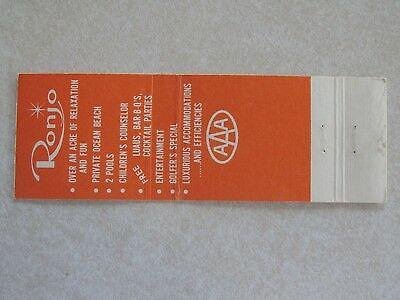 Ronjo
• OVER AN ACRE OF RELAXATION
AND FUN
• PRIVATE OCEAN BEACH
• 2 POOLS
• CHILDREN'S COUNSELOR
• FREE LUAUS, BAR-B-Q'S,
COCKTAIL PARTIES
• ENTERTAINMENT
• GOLFER'S SPECIAL
• LUXURIOUS ACCOMMODATIONS
......AND EFFICIENCIES
AAA